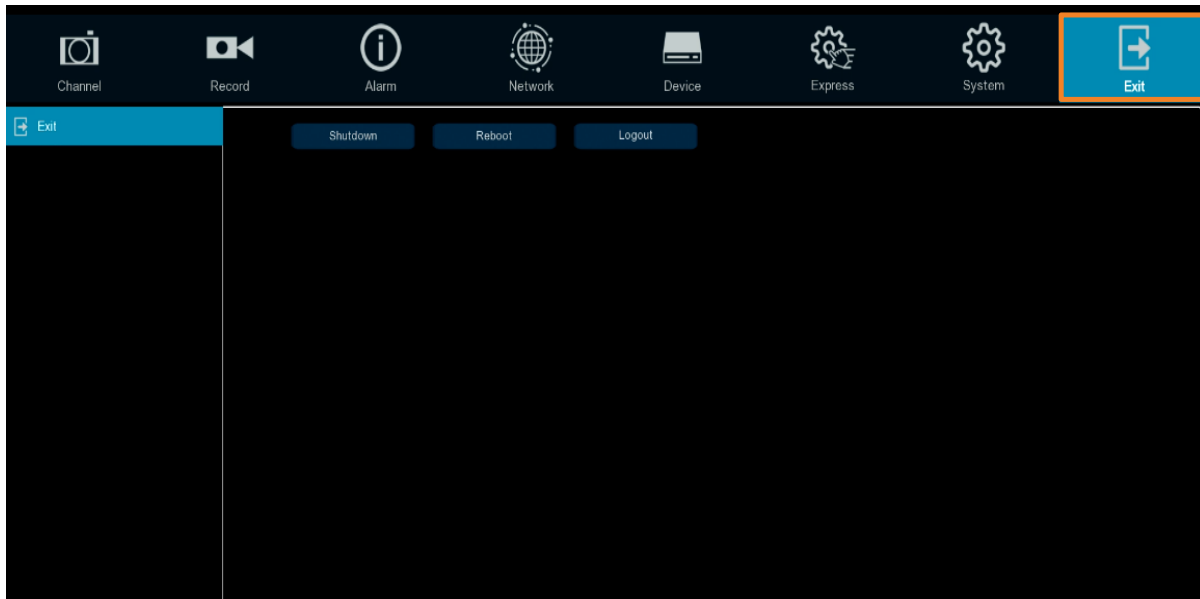 Channel Record Alarm Network Device Express System Exit
Exit
Shutdown Reboot Logout